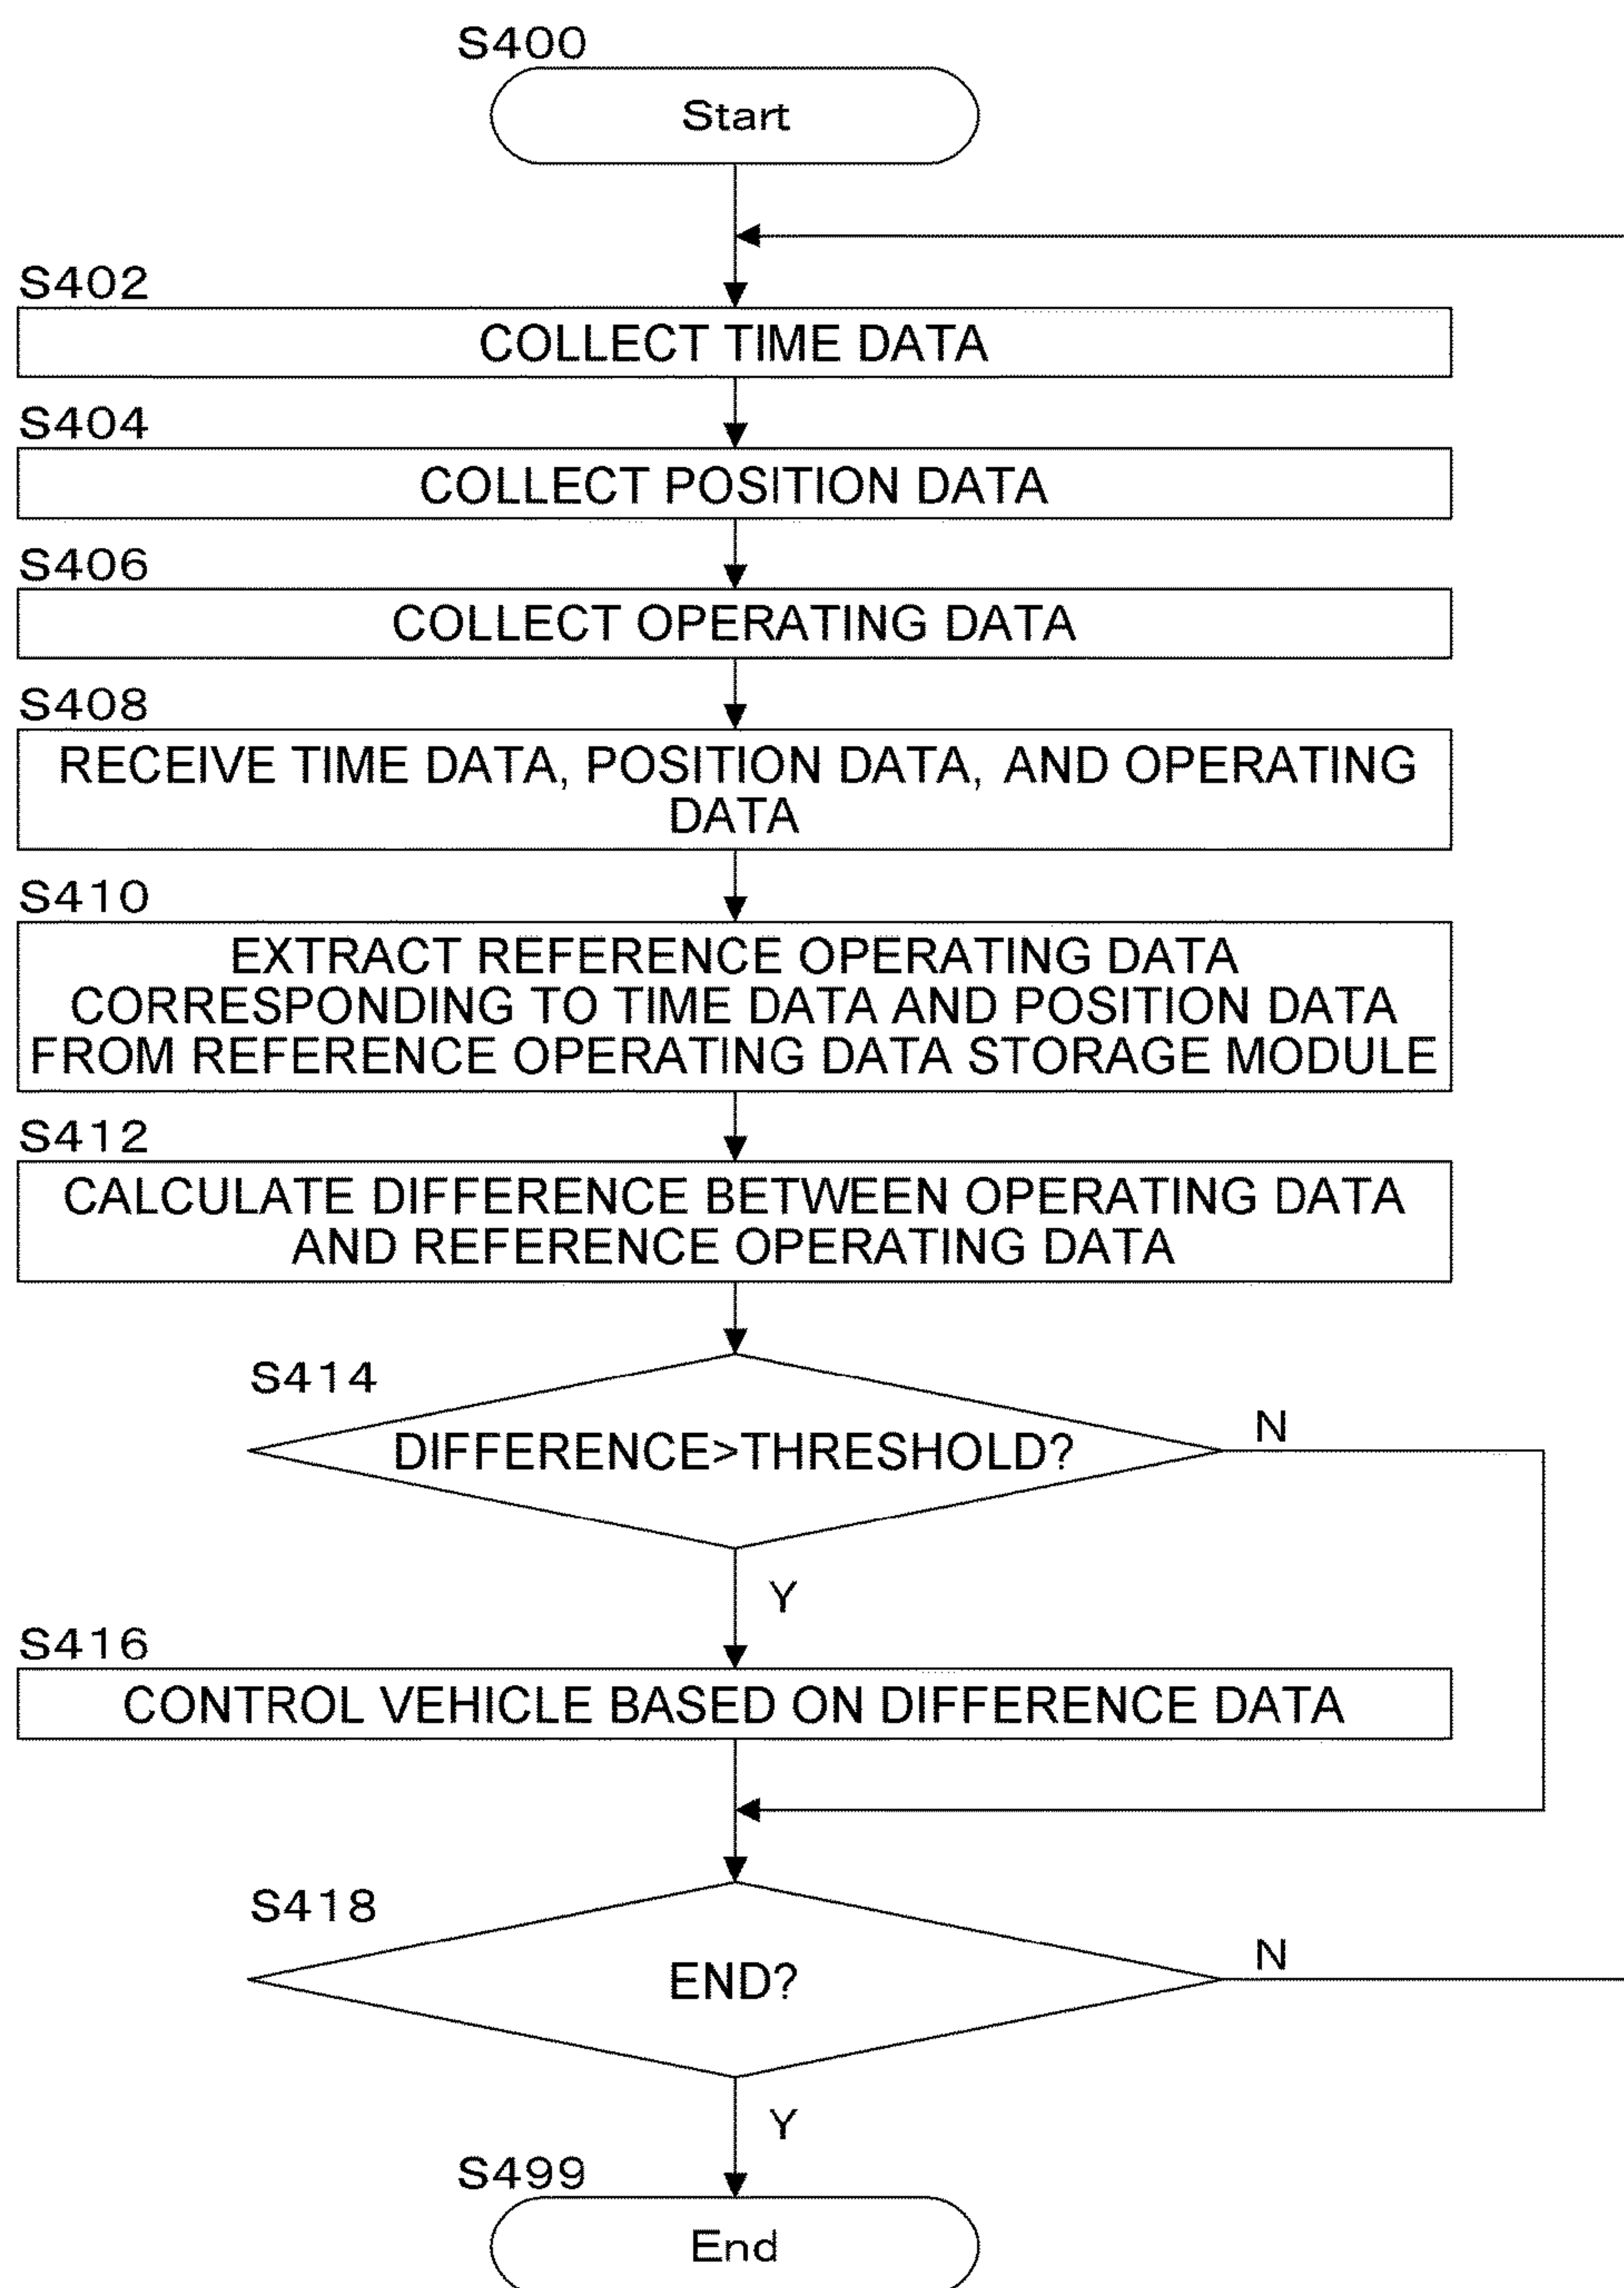 S400
Start
S402
COLLECT TIME DATA
S404
COLLECT POSITION DATA
S406
COLLECT OPERATING DATA
S408
RECEIVE TIME DATA, POSITION DATA, AND OPERATING
DATA
S410
EXTRACT REFERENCE OPERATING DATA
CORRESPONDING TO TIME DATA AND POSITION DATA
FROM REFERENCE OPERATING DATA STORAGE MODULE
S412
CALCULATE DIFFERENCE BETWEEN OPERATING DATA
AND REFERENCE OPERATING DATA
S414
DIFFERENCE>THRESHOLD?
N
Y
S416
CONTROL VEHICLE BASED ON DIFFERENCE DATA
S418
END?
N
Y
S499
End